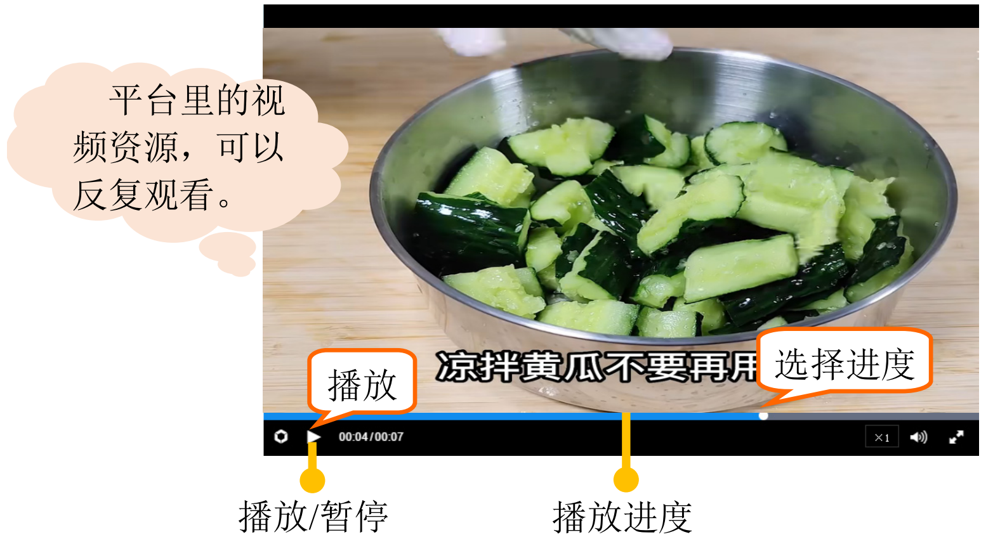 平台里的视
频资源，可以
反复观看。
凉拌黄瓜不要再用
选择进度
播放
00:04/00:07
×1
播放/暂停
播放进度